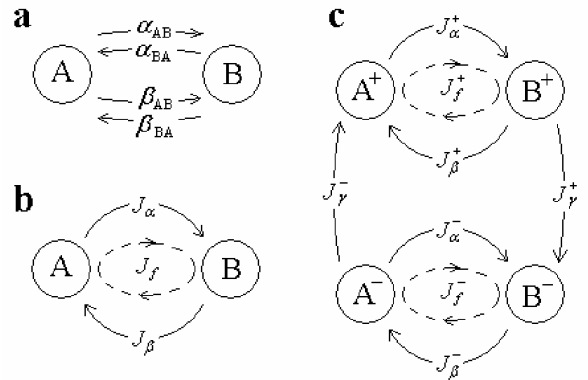 a
α_AB
α_BA
A B
β_AB
β_BA
b
J_α
A J_f B
J_β
c
J_α^+
A^+ J_f^+ B^+
J_β^+
J_γ^- J_γ^+
J_α^-
A^- J_f^- B^-
J_β^-